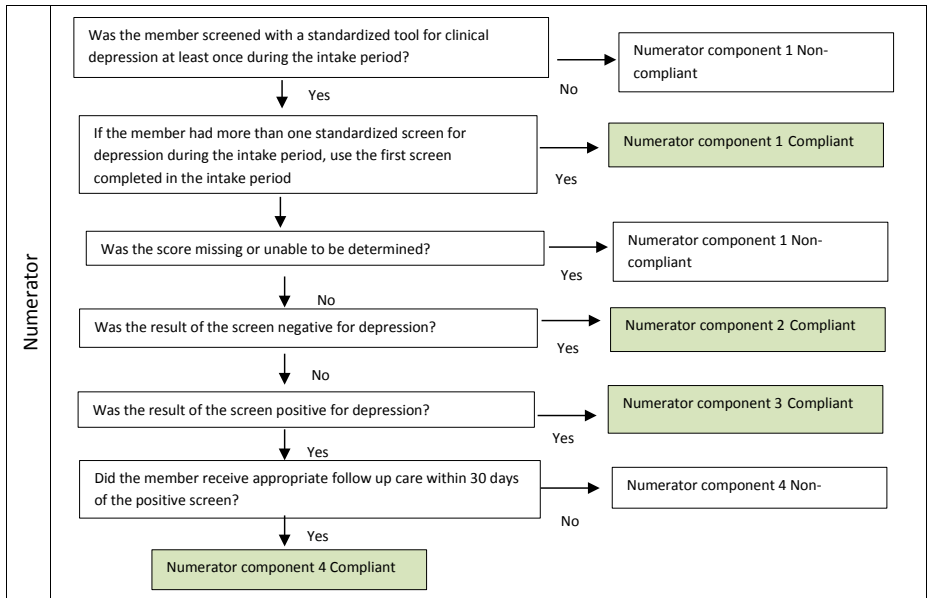 Numerator
Was the member screened with a standardized tool for clinical
depression at least once during the intake period?
No
Numerator component 1 Non-
compliant
Yes
If the member had more than one standardized screen for
depression during the intake period, use the first screen
completed in the intake period
Yes
Numerator component 1 Compliant
Was the score missing or unable to be determined?
Yes
Numerator component 1 Non-
compliant
No
Was the result of the screen negative for depression?
Yes
Numerator component 2 Compliant
No
Was the result of the screen positive for depression?
Yes
Numerator component 3 Compliant
Yes
Did the member receive appropriate follow up care within 30 days
of the positive screen?
No
Numerator component 4 Non-
Yes
Numerator component 4 Compliant